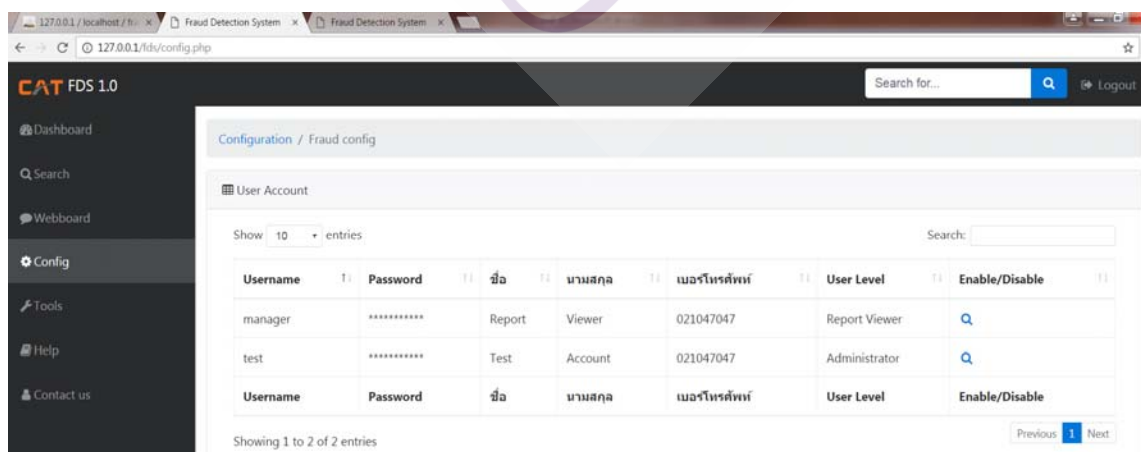 127.0.0.1 / localhost / fr Fraud Detection System Fraud Detection System
127.0.0.1/fds/config.php
CAT FDS 1.0 Search for... Logout
Dashboard
Configuration / Fraud config
Search
User Account
Webboard
Show 10 entries Search:
Config
Username Password ชื่อ นามสกุล เบอร์โทรศัพท์ User Level Enable/Disable
Tools
manager *********** Report Viewer 021047047 Report Viewer
Help
test *********** Test Account 021047047 Administrator
Contact us
Username Password ชื่อ นามสกุล เบอร์โทรศัพท์ User Level Enable/Disable
Showing 1 to 2 of 2 entries Previous 1 Next